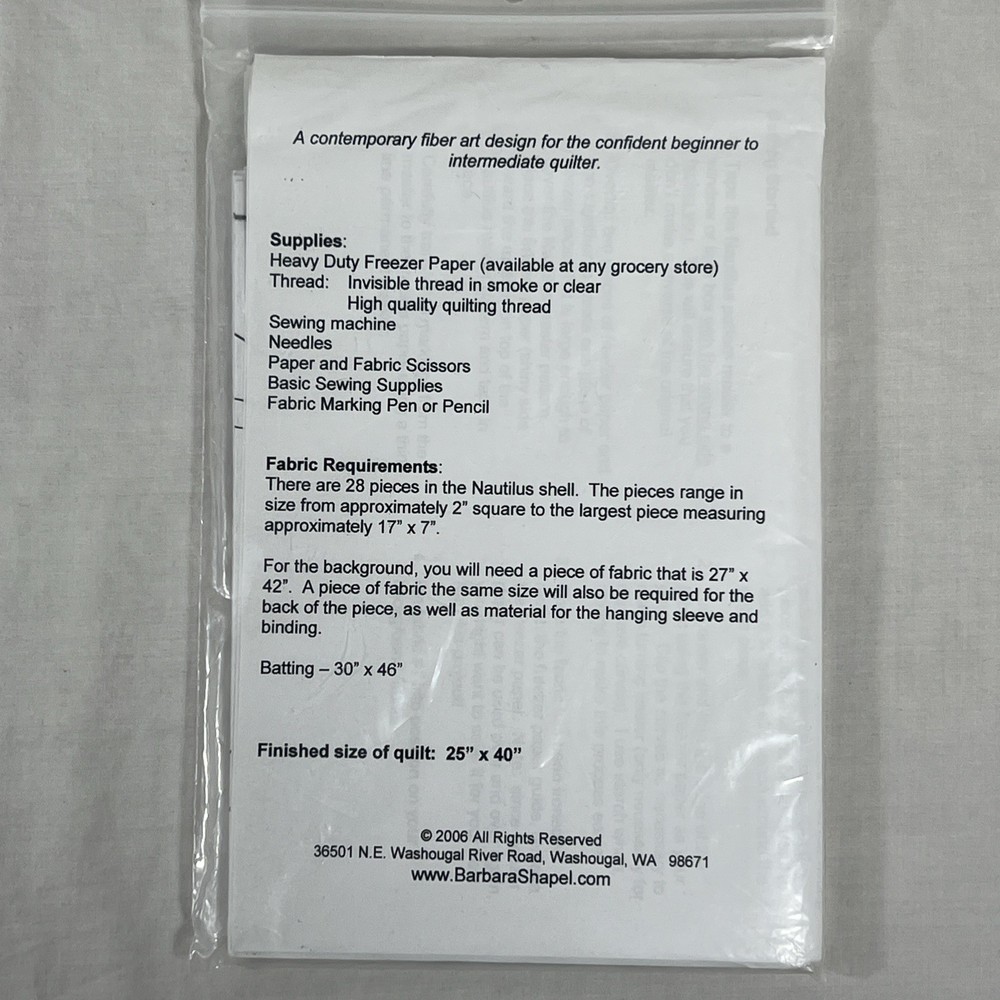 A contemporary fiber art design for the confident beginner to
intermediate quilter.
Supplies:
Heavy Duty Freezer Paper (available at any grocery store)
Thread: Invisible thread in smoke or clear
High quality quilting thread
Sewing machine
Needles
Paper and Fabric Scissors
Basic Sewing Supplies
Fabric Marking Pen or Pencil
Fabric Requirements:
There are 28 pieces in the Nautilus shell. The pieces range in
size from approximately 2” square to the largest piece measuring
approximately 17” x 7”.
For the background, you will need a piece of fabric that is 27” x
42”. A piece of fabric the same size will also be required for the
back of the piece, as well as material for the hanging sleeve and
binding.
Batting – 30” x 46”
Finished size of quilt: 25” x 40”
© 2006 All Rights Reserved
36501 N.E. Washougal River Road, Washougal, WA 98671
www.BarbaraShapel.com